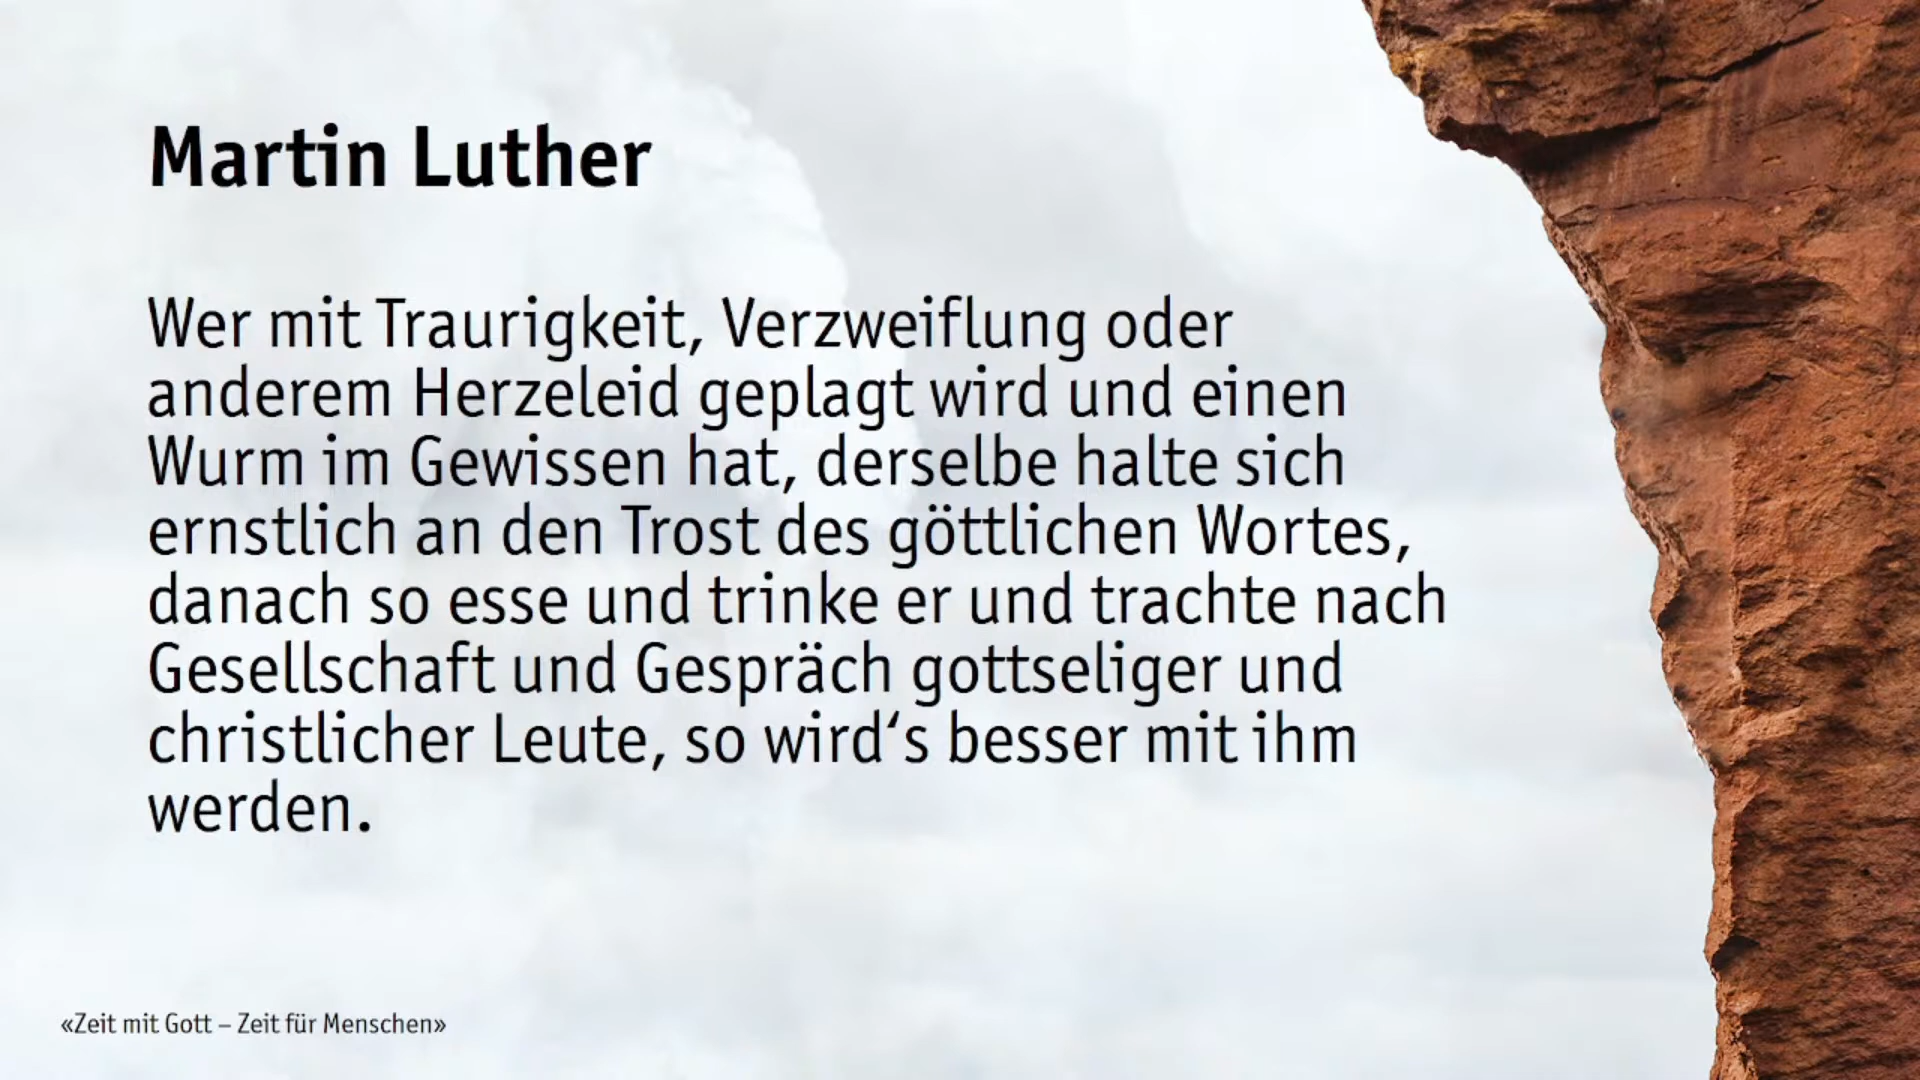 Martin Luther
Wer mit Traurigkeit, Verzweiflung oder
anderem Herzeleid geplagt wird und einen
Wurm im Gewissen hat, derselbe halte sich
ernstlich an den Trost des göttlichen Wortes,
danach so esse und trinke er und trachte nach
Gesellschaft und Gespräch gottseliger und
christlicher Leute, so wird‘s besser mit ihm
werden.
«Zeit mit Gott – Zeit für Menschen»